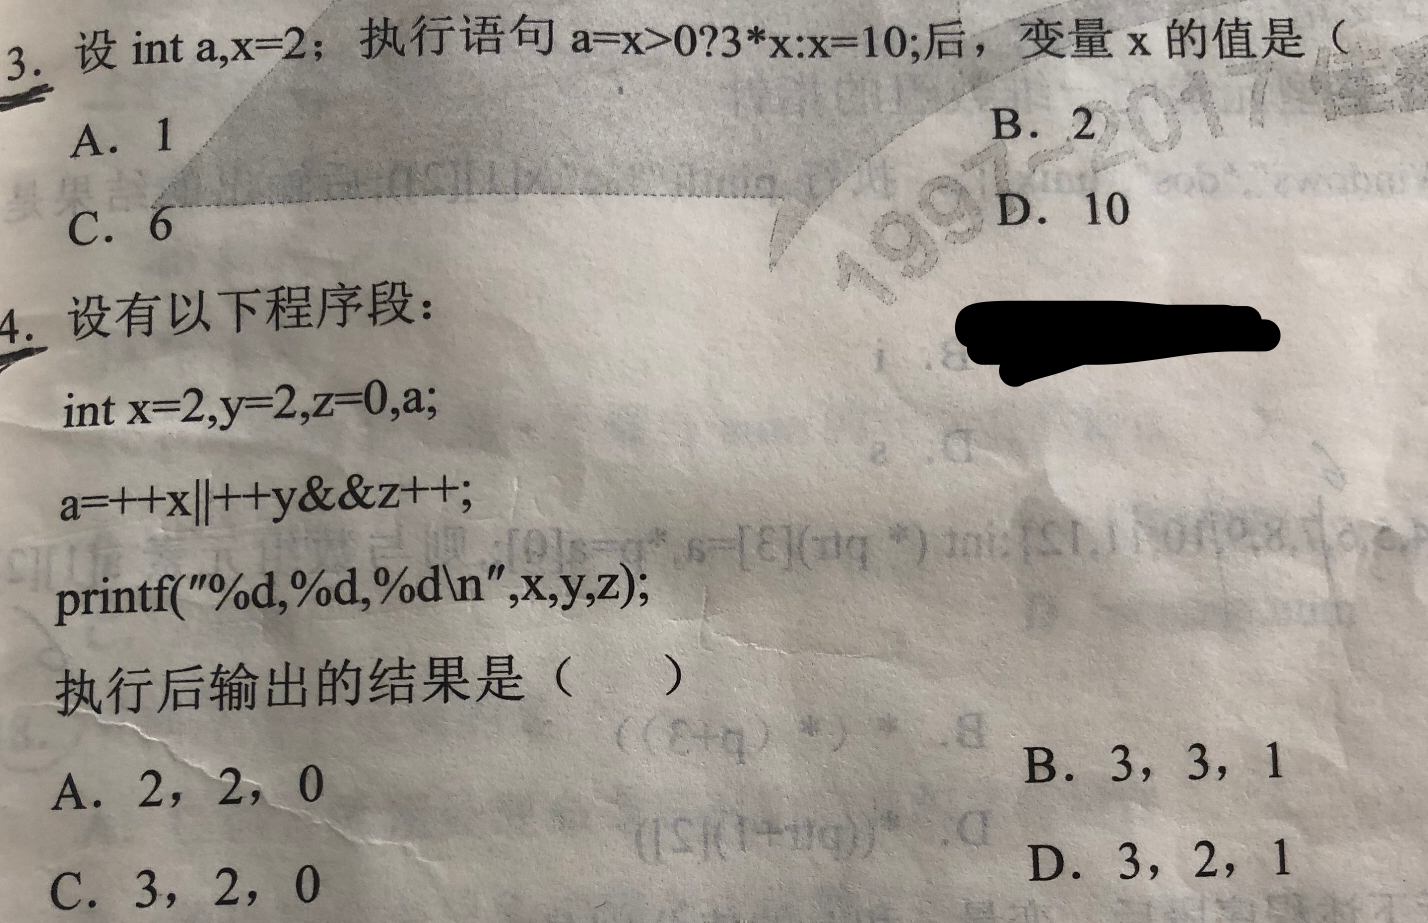 3. 设 int a,x=2；执行语句 a=x>0?3*x:x=10;后，变量 x 的值是（
A. 1
B. 2
C. 6
D. 10
1997~2017
4. 设有以下程序段：
int x=2,y=2,z=0,a;
a=++x||++y&&z++;
printf("%d,%d,%d\n",x,y,z);
执行后输出的结果是（ ）
A. 2，2，0
B. 3，3，1
C. 3，2，0
D. 3，2，1